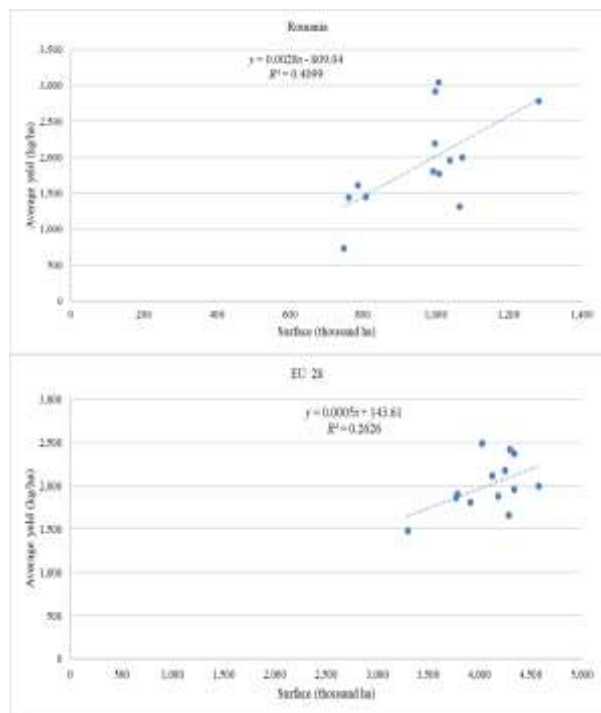 Romania
y = 0.0028x - 809.04
R² = 0.4099
3,500
3,000
2,500
2,000
1,500
1,000
500
0
0 200 400 600 800 1,000 1,200 1,400
Average yield (kg/ha)
Surface (thousand ha)
EU 28
y = 0.0005x + 143.61
R² = 0.2626
3,000
2,500
2,000
1,500
1,000
500
0
0 500 1,000 1,500 2,000 2,500 3,000 3,500 4,000 4,500 5,000
Average yield (kg/ha)
Surface (thousand ha)